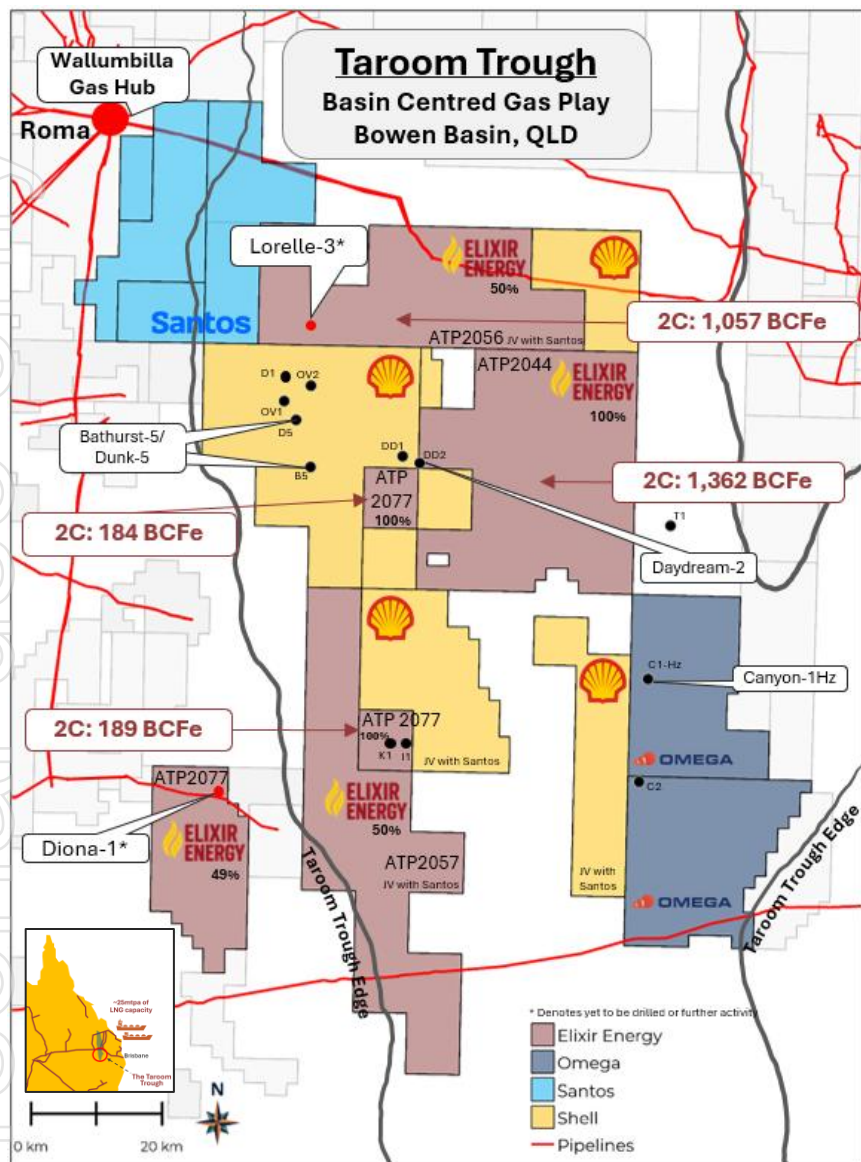 Taroom Trough
Basin Centred Gas Play
Bowen Basin, QLD
Wallumbilla
Gas Hub
Roma
Lorelle-3*
ELIXIR
ENERGY
50%
Santos
2C: 1,057 BCFe
ATP2056 JV with Santos
ATP2044
ELIXIR
ENERGY
100%
D1
OV2
OV1
D5
Bathurst-5/
Dunk-5
B5
DD1
DD2
ATP
2077
100%
2C: 1,362 BCFe
2C: 184 BCFe
T1
Daydream-2
C1-Hz
Canyon-1Hz
2C: 189 BCFe
ATP 2077
100%
K1
I1
JV with Santos
OMEGA
C2
ATP2077
ELIXIR
ENERGY
50%
Diona-1*
ELIXIR
ENERGY
49%
ATP2057
JV with Santos
JV with
Santos
OMEGA
Taroom Trough Edge
Taroom Trough Edge
~25mtpa of
LNG capacity
Brisbane
The Taroom
Trough
* Denotes yet to be drilled or further activity
Elixir Energy
Omega
Santos
Shell
Pipelines
N
0 km
20 km